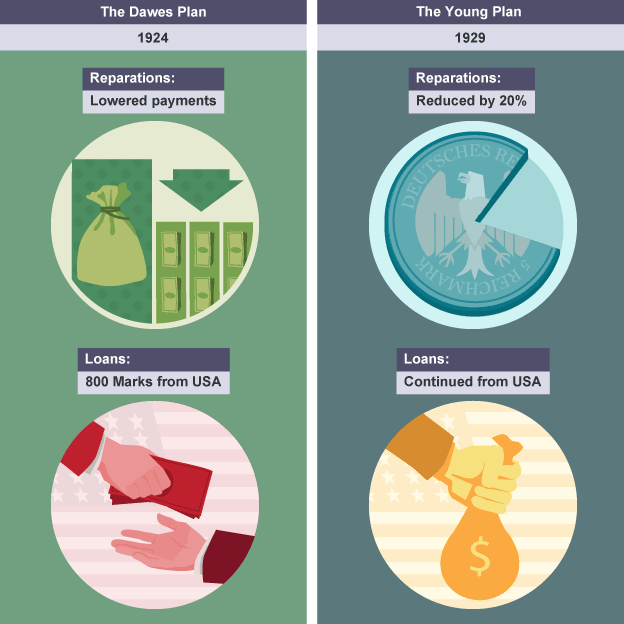 The Dawes Plan
1924
Reparations:
Lowered payments
Loans:
800 Marks from USA
The Young Plan
1929
Reparations:
Reduced by 20%
DEUTSCHES RE
5 REICHMARK
Loans:
Continued from USA
$